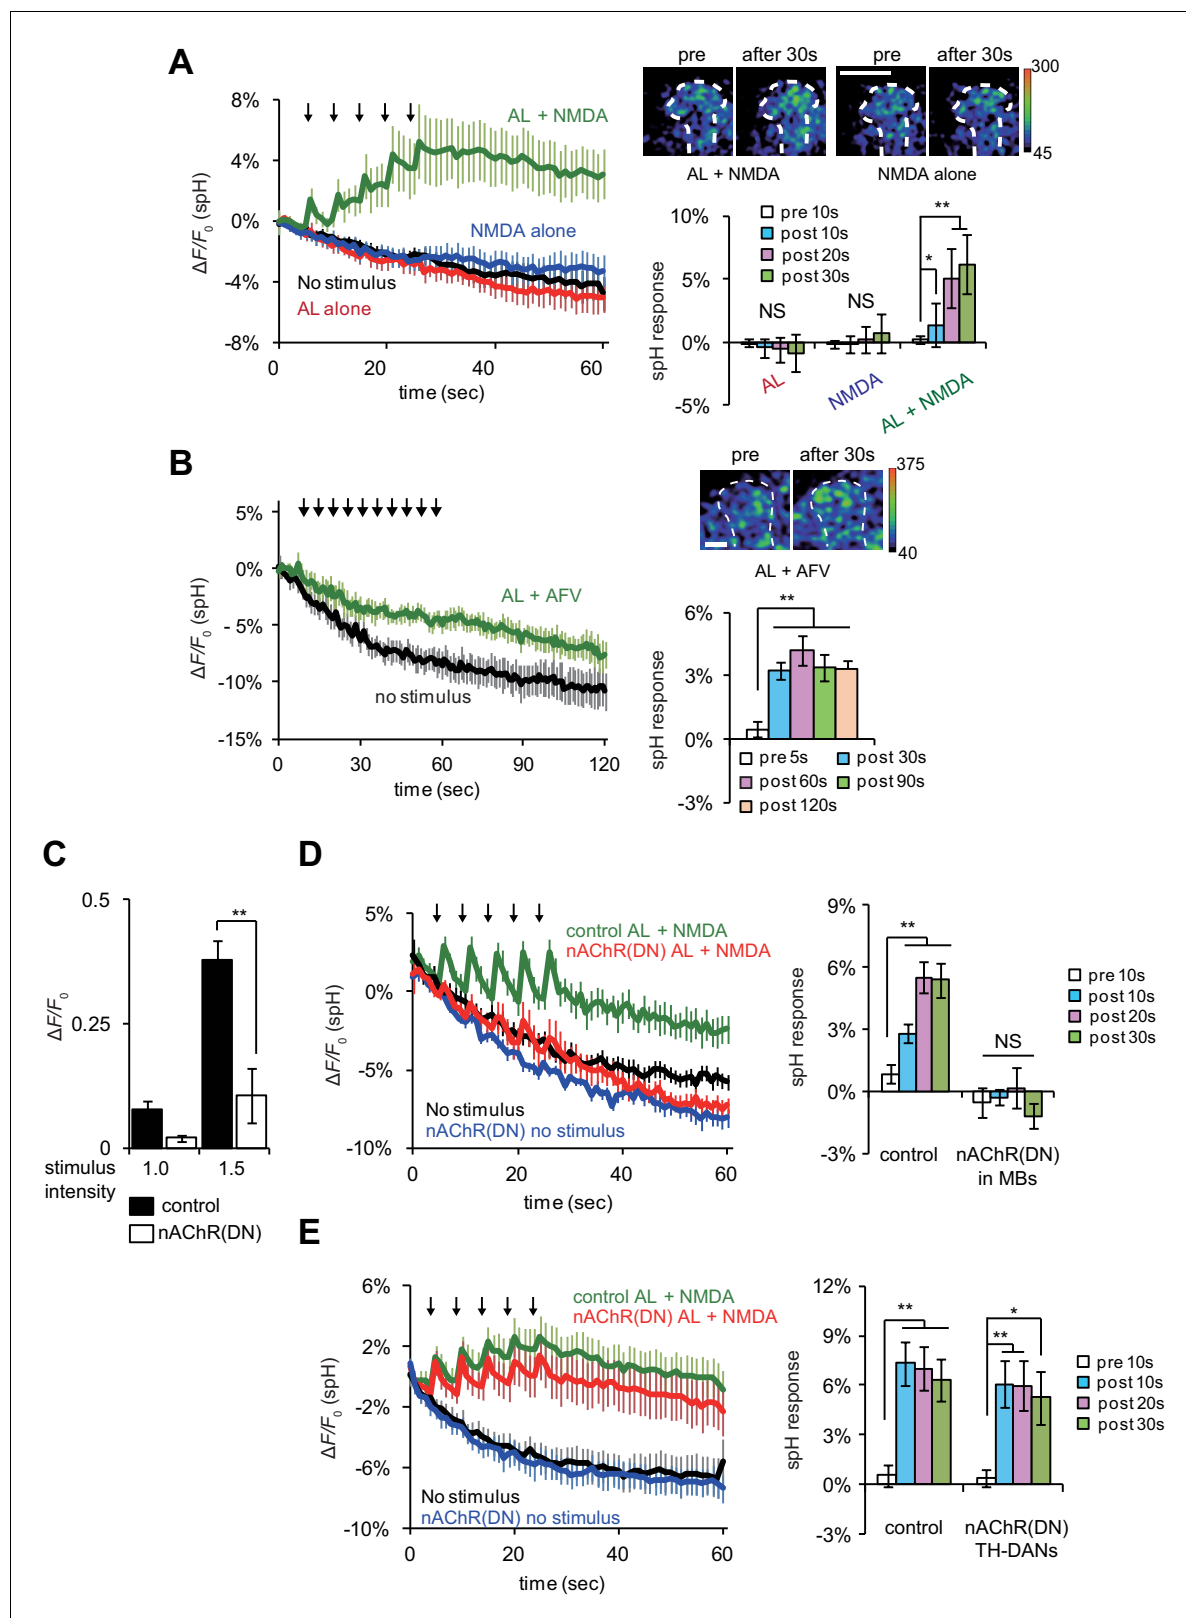 A
pre
after 30s
pre
after 30s
300
45
AL + NMDA
NMDA alone
8%
4%
0%
-4%
-8%
ΔF/F0 (spH)
AL + NMDA
NMDA alone
No stimulus
AL alone
0
20
40
60
time (sec)
10%
5%
0%
-5%
spH response
pre 10s
post 10s
post 20s
post 30s
NS
NS
*
**
AL
NMDA
AL + NMDA
B
pre
after 30s
375
40
AL + AFV
5%
0%
-5%
-10%
-15%
ΔF/F0 (spH)
AL + AFV
no stimulus
0
30
60
90
120
time (sec)
6%
3%
0%
-3%
spH response
**
pre 5s
post 30s
post 60s
post 90s
post 120s
C
0.5
0.25
0
ΔF/F0
**
stimulus intensity
1.0
1.5
control
nAChR(DN)
D
5%
0%
-5%
-10%
ΔF/F0 (spH)
control AL + NMDA
nAChR(DN) AL + NMDA
No stimulus
nAChR(DN) no stimulus
0
20
40
60
time (sec)
9%
6%
3%
0%
-3%
spH response
**
NS
pre 10s
post 10s
post 20s
post 30s
control
nAChR(DN)
in MBs
E
6%
2%
-2%
-6%
-10%
ΔF/F0 (spH)
control AL + NMDA
nAChR(DN) AL + NMDA
No stimulus
nAChR(DN) no stimulus
0
20
40
60
time (sec)
12%
9%
6%
3%
0%
-3%
spH response
**
**
*
pre 10s
post 10s
post 20s
post 30s
control
nAChR(DN)
TH-DANs